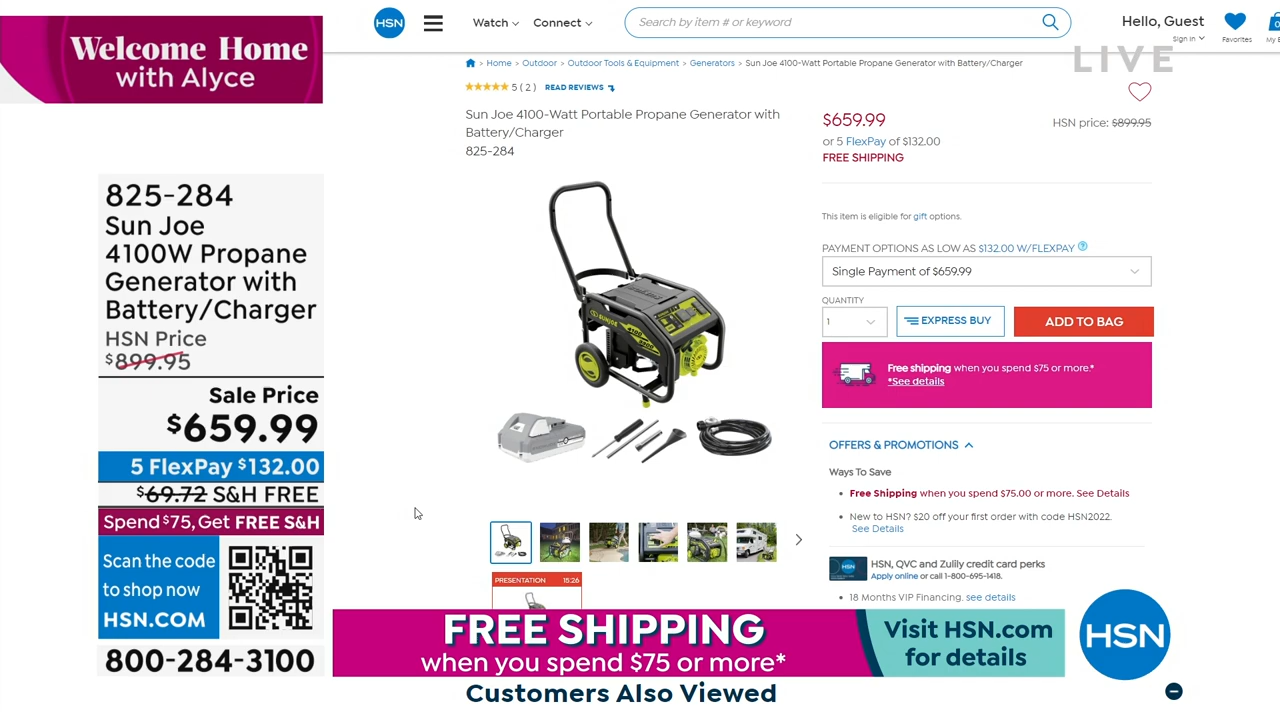 Welcome Home
with Alyce
825-284
Sun Joe
4100W Propane
Generator with
Battery/Charger
HSN Price
$899.95
Sale Price
$659.99
5 FlexPay $132.00
$69.72 S&H FREE
Spend $75, Get FREE S&H
Scan the code
to shop now
HSN.COM
800-284-3100
HSN
Watch
Connect
Search by item # or keyword
Hello, Guest
Sign In
Favorites
LIVE
> Home > Outdoor > Outdoor Tools & Equipment > Generators > Sun Joe 4100-Watt Portable Propane Generator with Battery/Charger
5 ( 2 ) READ REVIEWS
Sun Joe 4100-Watt Portable Propane Generator with
Battery/Charger
825-284
$659.99
HSN price: $899.95
or 5 FlexPay of $132.00
FREE SHIPPING
This item is eligible for gift options.
PAYMENT OPTIONS AS LOW AS $132.00 W/FLEXPAY ?
Single Payment of $659.99
QUANTITY
1
EXPRESS BUY
ADD TO BAG
Free shipping when you spend $75 or more.*
*See details
OFFERS & PROMOTIONS
Ways To Save
Free Shipping when you spend $75.00 or more. See Details
New to HSN? $20 off your first order with code HSN2022.
See Details
HSN, QVC and Zulily credit card perks
Apply online or call 1-800-695-1418.
18 Months VIP Financing. see details
SUNJOE
PRESENTATION 15:26
FREE SHIPPING
when you spend $75 or more*
Visit HSN.com
for details
HSN
Customers Also Viewed